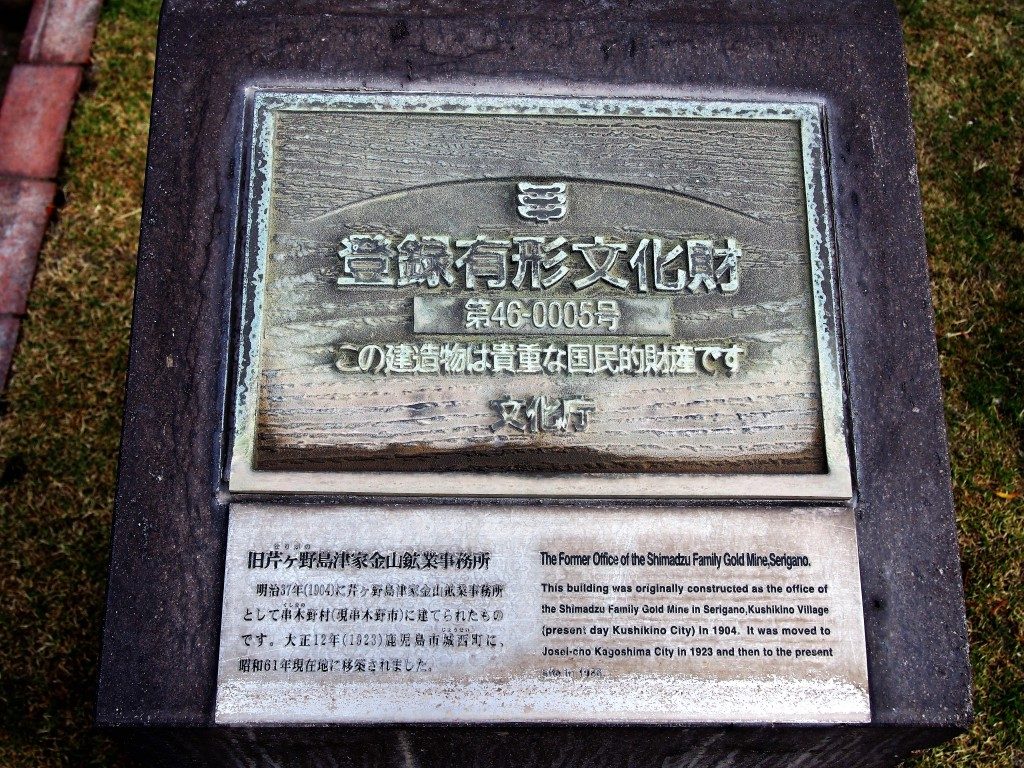 登録有形文化財
第46-0005号
この建造物は貴重な国民的財産です
文化庁
旧芹ヶ野島津家金山鉱業事務所
明治37年(1904)に芹ヶ野島津家金山鉱業事務所
として串木野村(現串木野市)に建てられたもの
です。大正12年(1923)鹿児島市城西町に、
昭和61年現在地に移築されました。
The Former Office of the Shimadzu Family Gold Mine,Serigano.
This building was originally constructed as the office of
the Shimadzu Family Gold Mine in Serigano,Kushikino Village
(present day Kushikino City) in 1904. It was moved to
Josei-cho Kagoshima City in 1923 and then to the present